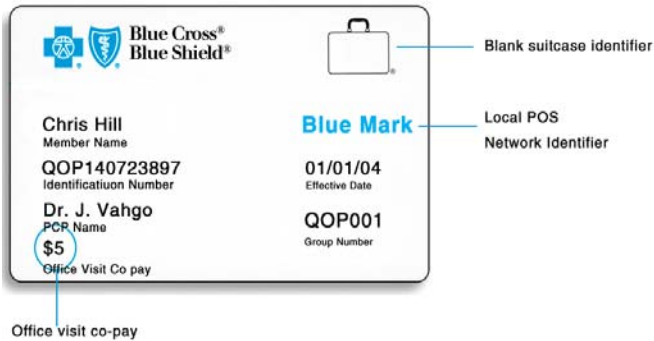 Blue Cross®
Blue Shield®
Blank suitcase identifier
Chris Hill
Member Name
Blue Mark
Local POS
Network Identifier
QOP140723897
Identificatiuon Number
01/01/04
Effective Date
Dr. J. Vahgo
PCP Name
QOP001
Group Number
$5
Office Visit Co pay
Office visit co-pay